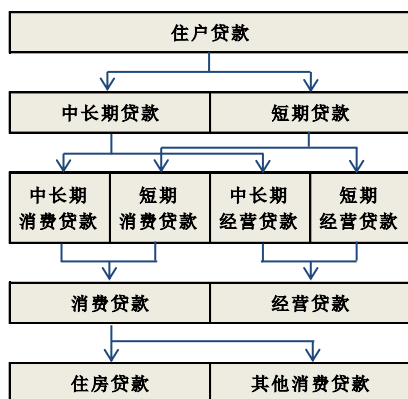 住户贷款
中长期贷款 短期贷款
中长期 短期 中长期 短期
消费贷款 消费贷款 经营贷款 经营贷款
消费贷款 经营贷款
住房贷款 其他消费贷款